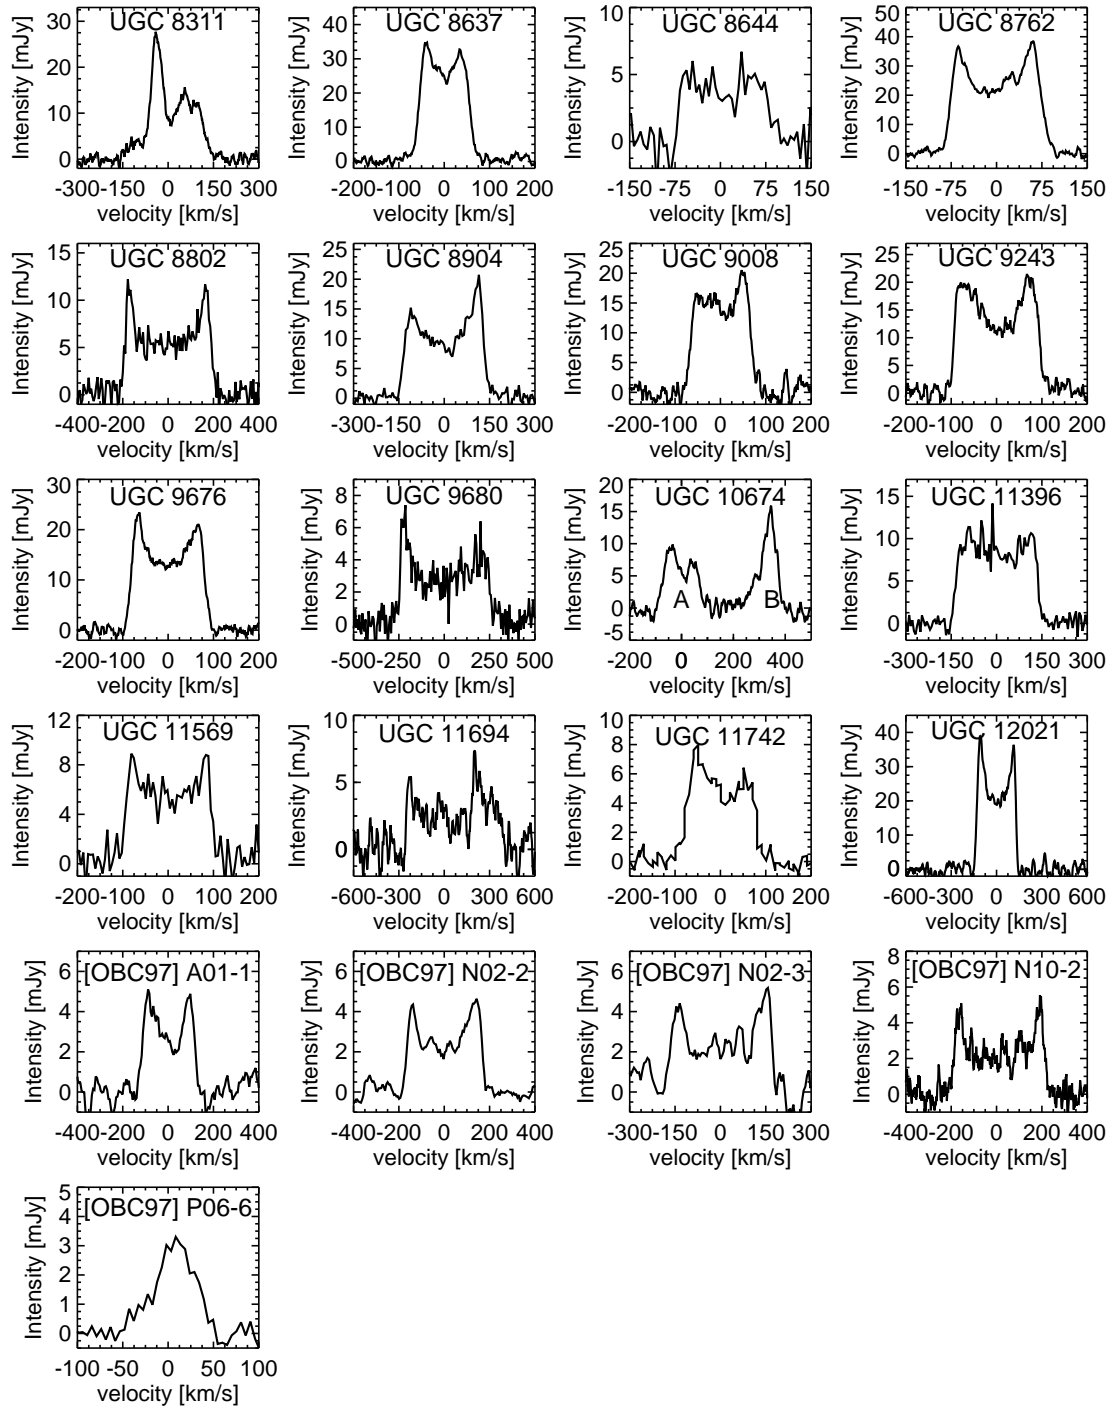 UGC 8311
Intensity [mJy]
30
20
10
0
-300-150 0 150 300
velocity [km/s]
UGC 8637
Intensity [mJy]
40
30
20
10
0
-200-100 0 100 200
velocity [km/s]
UGC 8644
Intensity [mJy]
10
5
0
-150 -75 0 75 150
velocity [km/s]
UGC 8762
Intensity [mJy]
50
40
30
20
10
0
-150 -75 0 75 150
velocity [km/s]
UGC 8802
Intensity [mJy]
15
10
5
0
-400-200 0 200 400
velocity [km/s]
UGC 8904
Intensity [mJy]
25
20
15
10
5
0
-300-150 0 150 300
velocity [km/s]
UGC 9008
Intensity [mJy]
25
20
15
10
5
0
-200-100 0 100 200
velocity [km/s]
UGC 9243
Intensity [mJy]
25
20
15
10
5
0
-200-100 0 100 200
velocity [km/s]
UGC 9676
Intensity [mJy]
30
20
10
0
-200-100 0 100 200
velocity [km/s]
UGC 9680
Intensity [mJy]
8
6
4
2
0
-500-250 0 250 500
velocity [km/s]
UGC 10674
Intensity [mJy]
20
15
10
5
0
-5
A B
-200 0 200 400
velocity [km/s]
UGC 11396
Intensity [mJy]
15
10
5
0
-300-150 0 150 300
velocity [km/s]
UGC 11569
Intensity [mJy]
12
8
4
0
-200-100 0 100 200
velocity [km/s]
UGC 11694
Intensity [mJy]
10
5
0
-600-300 0 300 600
velocity [km/s]
UGC 11742
Intensity [mJy]
10
8
6
4
2
0
-200-100 0 100 200
velocity [km/s]
UGC 12021
Intensity [mJy]
40
30
20
10
0
-600-300 0 300 600
velocity [km/s]
[OBC97] A01-1
Intensity [mJy]
6
4
2
0
-400-200 0 200 400
velocity [km/s]
[OBC97] N02-2
Intensity [mJy]
6
4
2
0
-400-200 0 200 400
velocity [km/s]
[OBC97] N02-3
Intensity [mJy]
6
4
2
0
-300-150 0 150 300
velocity [km/s]
[OBC97] N10-2
Intensity [mJy]
8
6
4
2
0
-400-200 0 200 400
velocity [km/s]
[OBC97] P06-6
Intensity [mJy]
5
4
3
2
1
0
-100 -50 0 50 100
velocity [km/s]